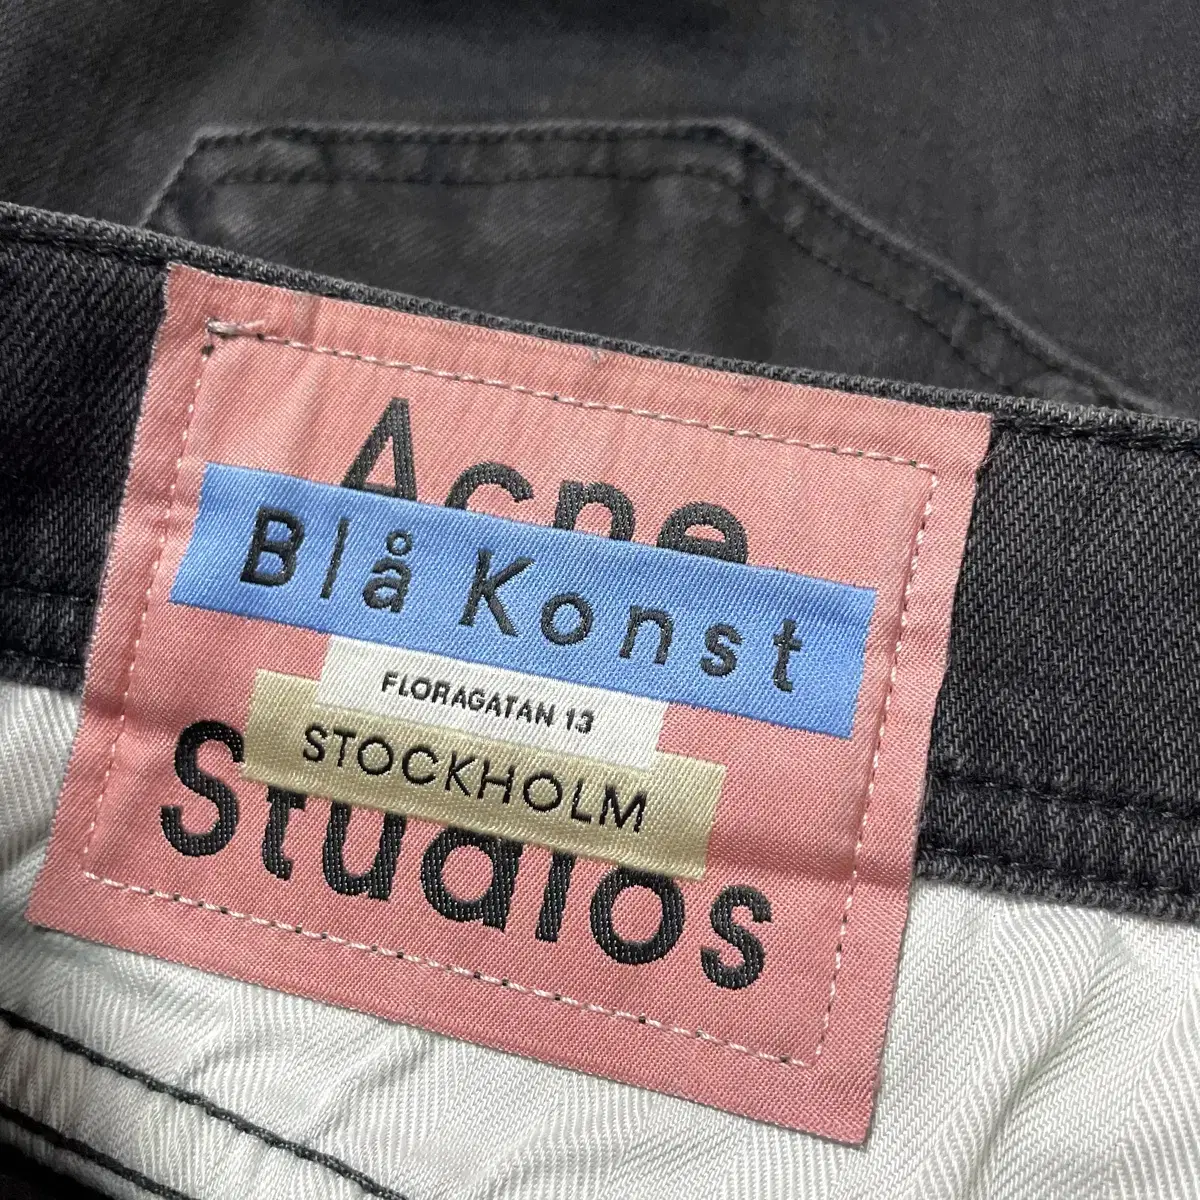 Acne
Blå Konst
FLORAGATAN 13
STOCKHOLM
Studios